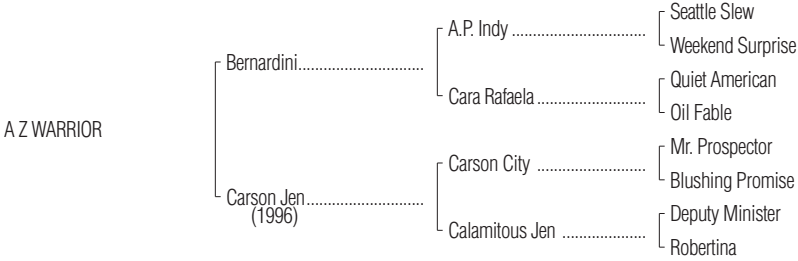 Seattle Slew
A.P. Indy ................................
Weekend Surprise
Bernardini..............................
Quiet American
Cara Rafaela ..........................
Oil Fable
A Z WARRIOR
Mr. Prospector
Carson City ..........................
Blushing Promise
Carson Jen............................
(1996)
Deputy Minister
Calamitous Jen ....................
Robertina